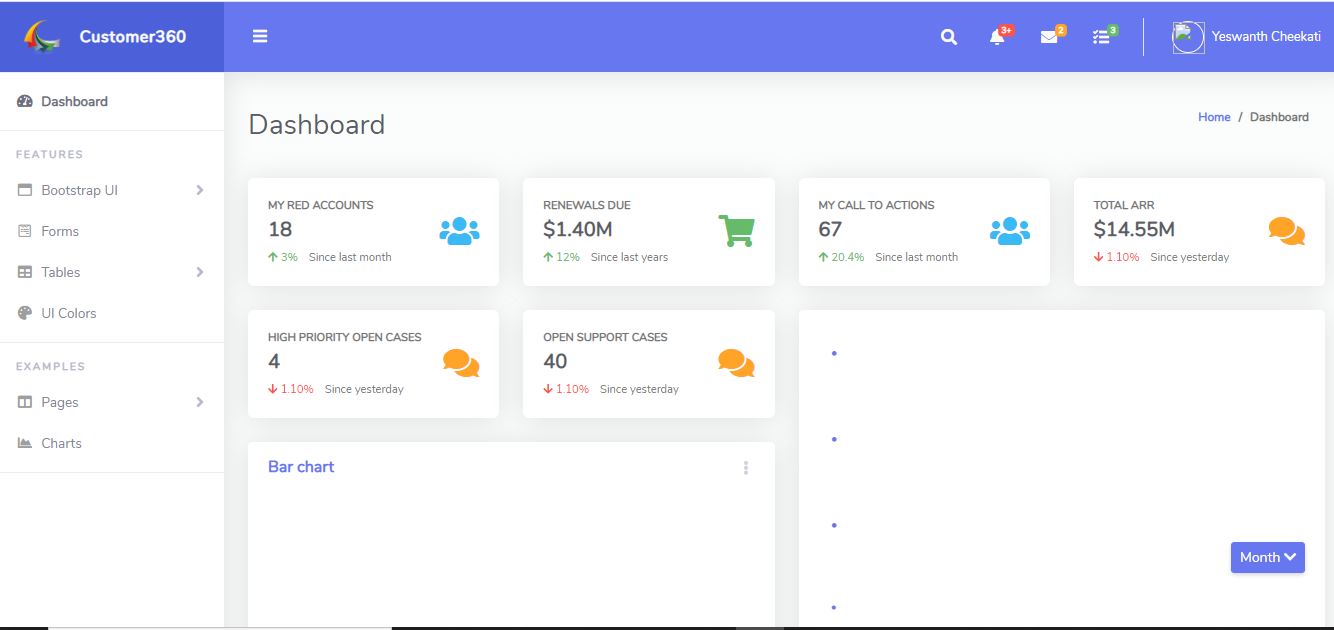 Customer360
3+
2
3
Yeswanth Cheekati
Dashboard
FEATURES
Bootstrap UI
Forms
Tables
UI Colors
EXAMPLES
Pages
Charts
Dashboard
Home / Dashboard
MY RED ACCOUNTS
18
3% Since last month
RENEWALS DUE
$1.40M
12% Since last years
MY CALL TO ACTIONS
67
20.4% Since last month
TOTAL ARR
$14.55M
1.10% Since yesterday
HIGH PRIORITY OPEN CASES
4
1.10% Since yesterday
OPEN SUPPORT CASES
40
1.10% Since yesterday
Bar chart
Month